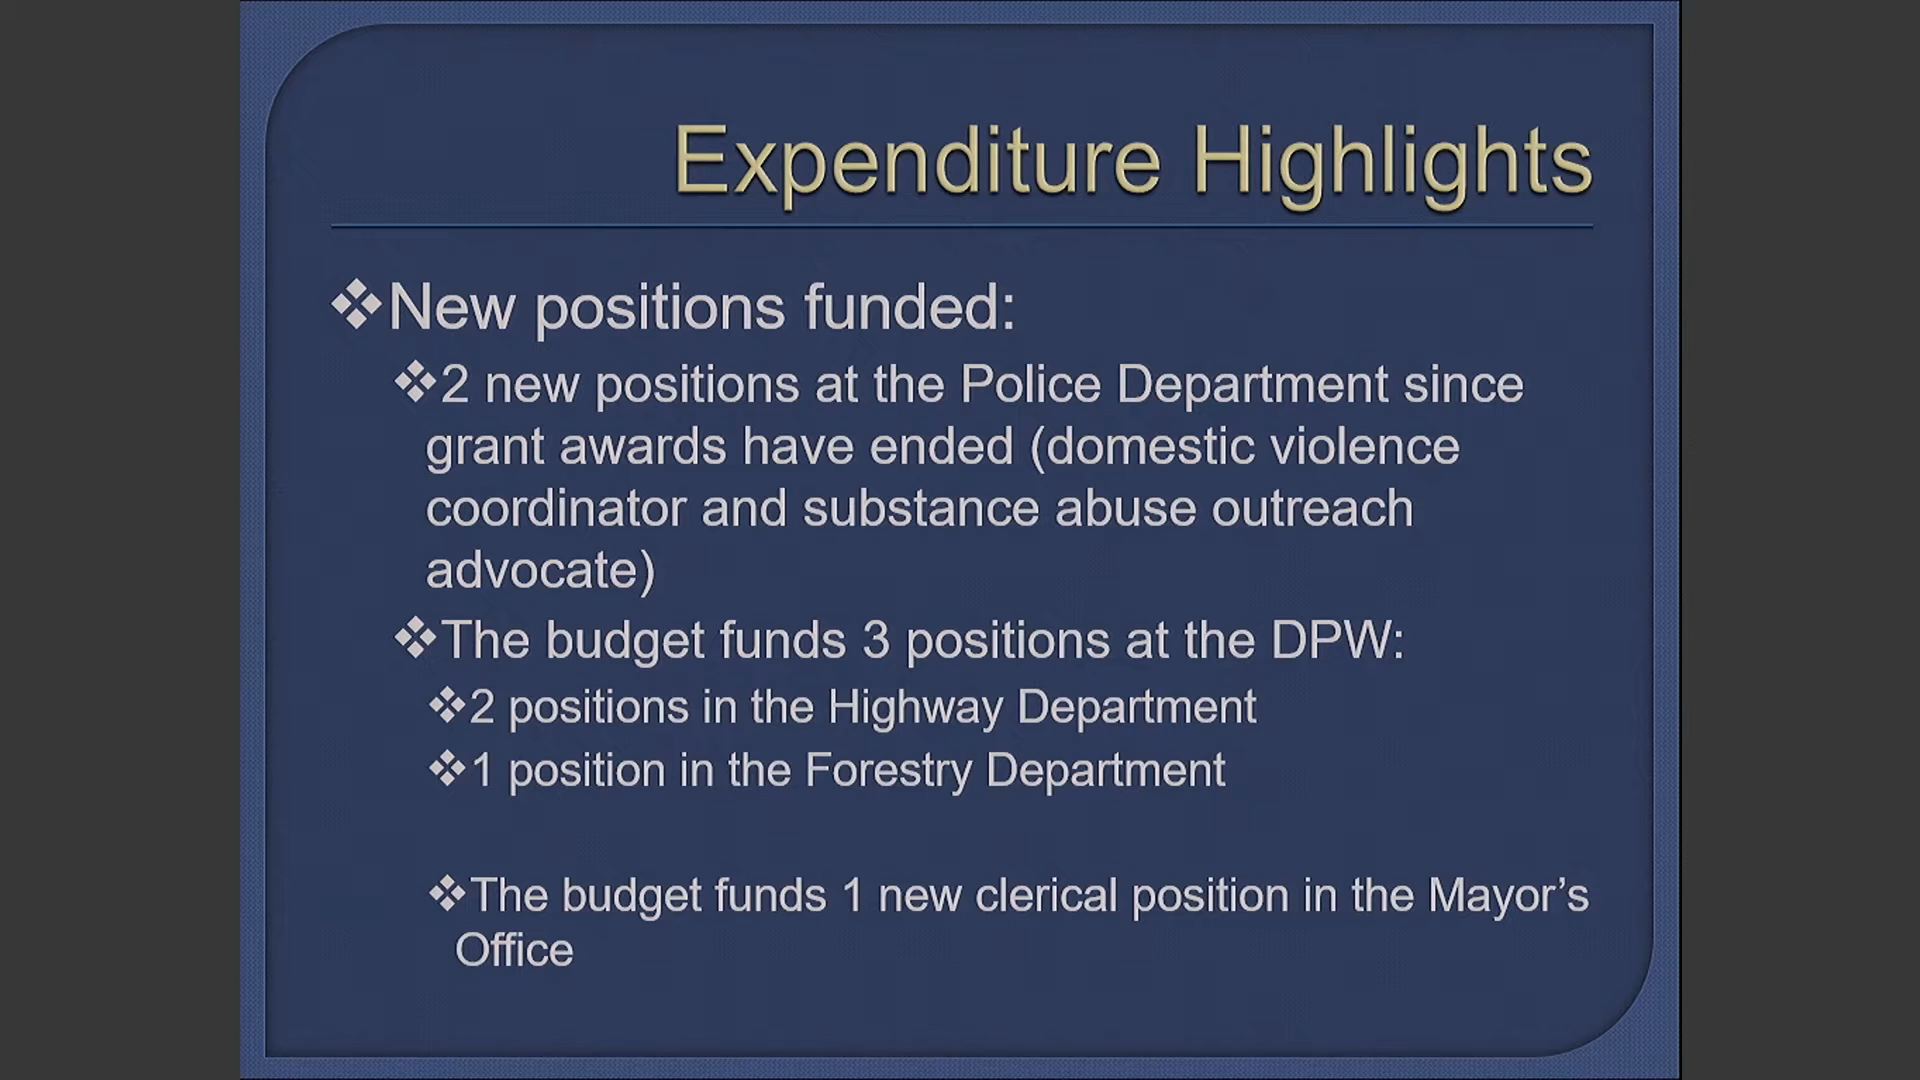 Expenditure Highlights
❖New positions funded:
❖2 new positions at the Police Department since
grant awards have ended (domestic violence
coordinator and substance abuse outreach
advocate)
❖The budget funds 3 positions at the DPW:
❖2 positions in the Highway Department
❖1 position in the Forestry Department
❖The budget funds 1 new clerical position in the Mayor’s
Office